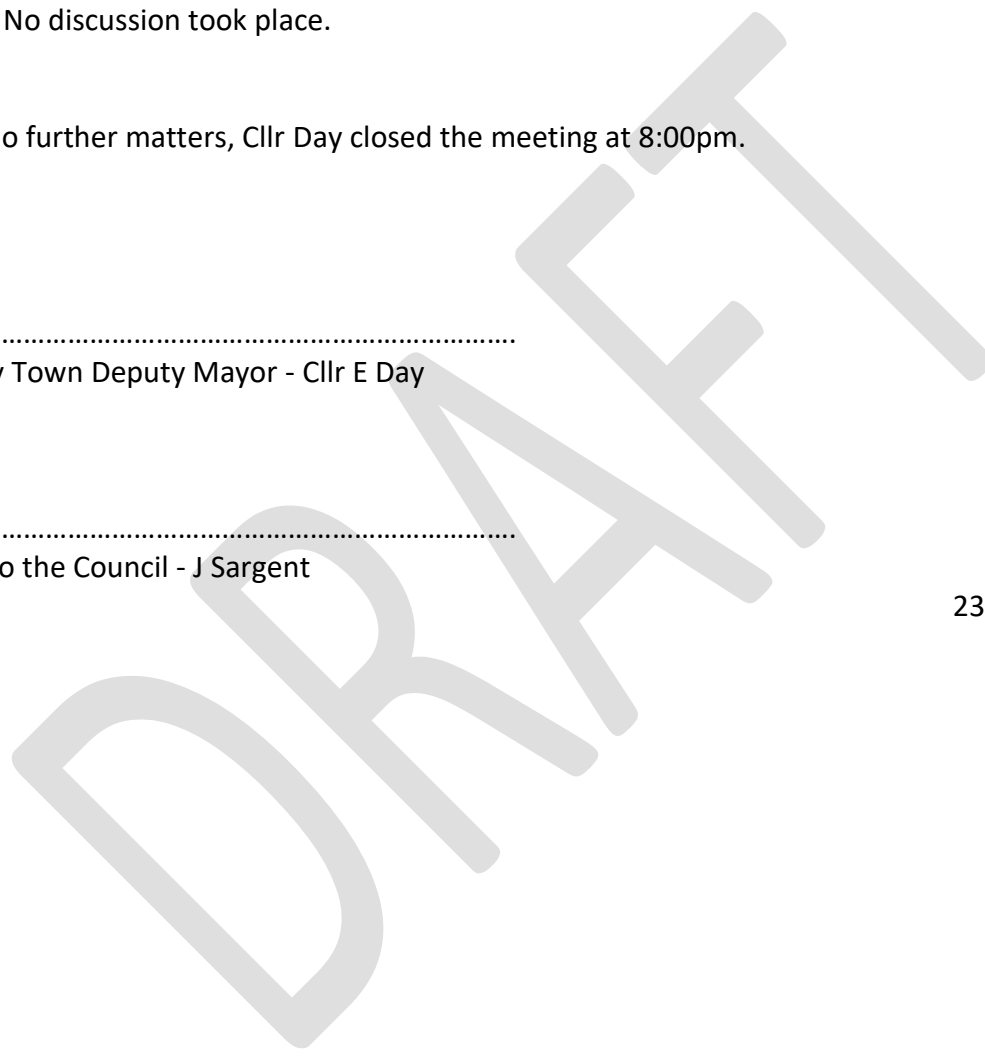 No discussion took place.
o further matters, Cllr Day closed the meeting at 8:00pm.
……………………………………………………………….
y Town Deputy Mayor - Cllr E Day
……………………………………………………………….
o the Council - J Sargent
23
DRAFT